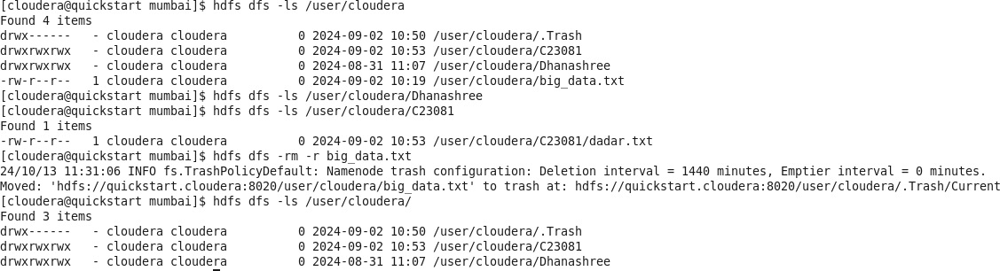 [cloudera@quickstart mumbai]$ hdfs dfs -ls /user/cloudera
Found 4 items
drwx------   - cloudera cloudera          0 2024-09-02 10:50 /user/cloudera/.Trash
drwxrwxrwx   - cloudera cloudera          0 2024-09-02 10:53 /user/cloudera/C23081
drwxrwxrwx   - cloudera cloudera          0 2024-08-31 11:07 /user/cloudera/Dhanashree
-rw-r--r--   1 cloudera cloudera          0 2024-09-02 10:19 /user/cloudera/big_data.txt
[cloudera@quickstart mumbai]$ hdfs dfs -ls /user/cloudera/Dhanashree
[cloudera@quickstart mumbai]$ hdfs dfs -ls /user/cloudera/C23081
Found 1 items
-rw-r--r--   1 cloudera cloudera          0 2024-09-02 10:53 /user/cloudera/C23081/dadar.txt
[cloudera@quickstart mumbai]$ hdfs dfs -rm -r big_data.txt
24/10/13 11:31:06 INFO fs.TrashPolicyDefault: Namenode trash configuration: Deletion interval = 1440 minutes, Emptier interval = 0 minutes.
Moved: 'hdfs://quickstart.cloudera:8020/user/cloudera/big_data.txt' to trash at: hdfs://quickstart.cloudera:8020/user/cloudera/.Trash/Current
[cloudera@quickstart mumbai]$ hdfs dfs -ls /user/cloudera/
Found 3 items
drwx------   - cloudera cloudera          0 2024-09-02 10:50 /user/cloudera/.Trash
drwxrwxrwx   - cloudera cloudera          0 2024-09-02 10:53 /user/cloudera/C23081
drwxrwxrwx   - cloudera cloudera          0 2024-08-31 11:07 /user/cloudera/Dhanashree